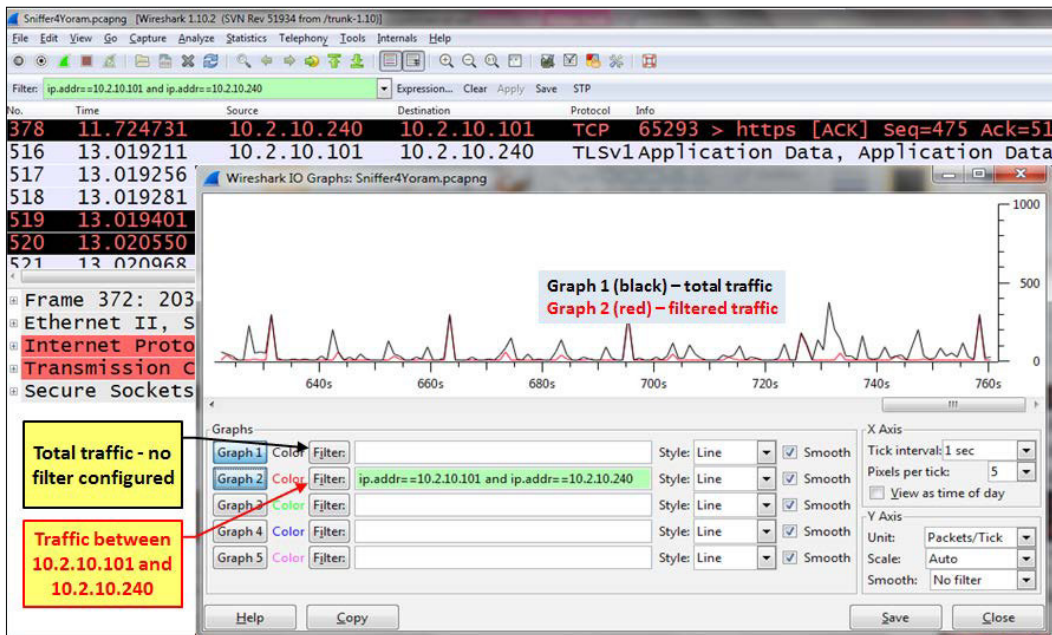 Sniffer4Yoram.pcapng [Wireshark 1.10.2 (SVN Rev 51934 from /trunk-1.10)]
File Edit View Go Capture Analyze Statistics Telephony Tools Internals Help
Filter: ip.addr==10.2.10.101 and ip.addr==10.2.10.240 Expression... Clear Apply Save STP
No. Time Source Destination Protocol Info
378 11.724731 10.2.10.240 10.2.10.101 TCP 65293 > https [ACK] Seq=475 Ack=51
516 13.019211 10.2.10.101 10.2.10.240 TLSv1 Application Data, Application Data
517 13.019256
518 13.019281
519 13.019401
520 13.020550
521 13.020968
Frame 372: 203
Ethernet II, S
Internet Proto
Transmission C
Secure Sockets
Wireshark IO Graphs: Sniffer4Yoram.pcapng
1000
500
0
Graph 1 (black) – total traffic
Graph 2 (red) – filtered traffic
640s 660s 680s 700s 720s 740s 760s
Total traffic - no
filter configured
Traffic between
10.2.10.101 and
10.2.10.240
Graphs
Graph 1 Color Filter: Style: Line Smooth
Graph 2 Color Filter: ip.addr==10.2.10.101 and ip.addr==10.2.10.240 Style: Line Smooth
Graph 3 Color Filter: Style: Line Smooth
Graph 4 Color Filter: Style: Line Smooth
Graph 5 Color Filter: Style: Line Smooth
X Axis
Tick interval: 1 sec
Pixels per tick: 5
View as time of day
Y Axis
Unit: Packets/Tick
Scale: Auto
Smooth: No filter
Help Copy Save Close